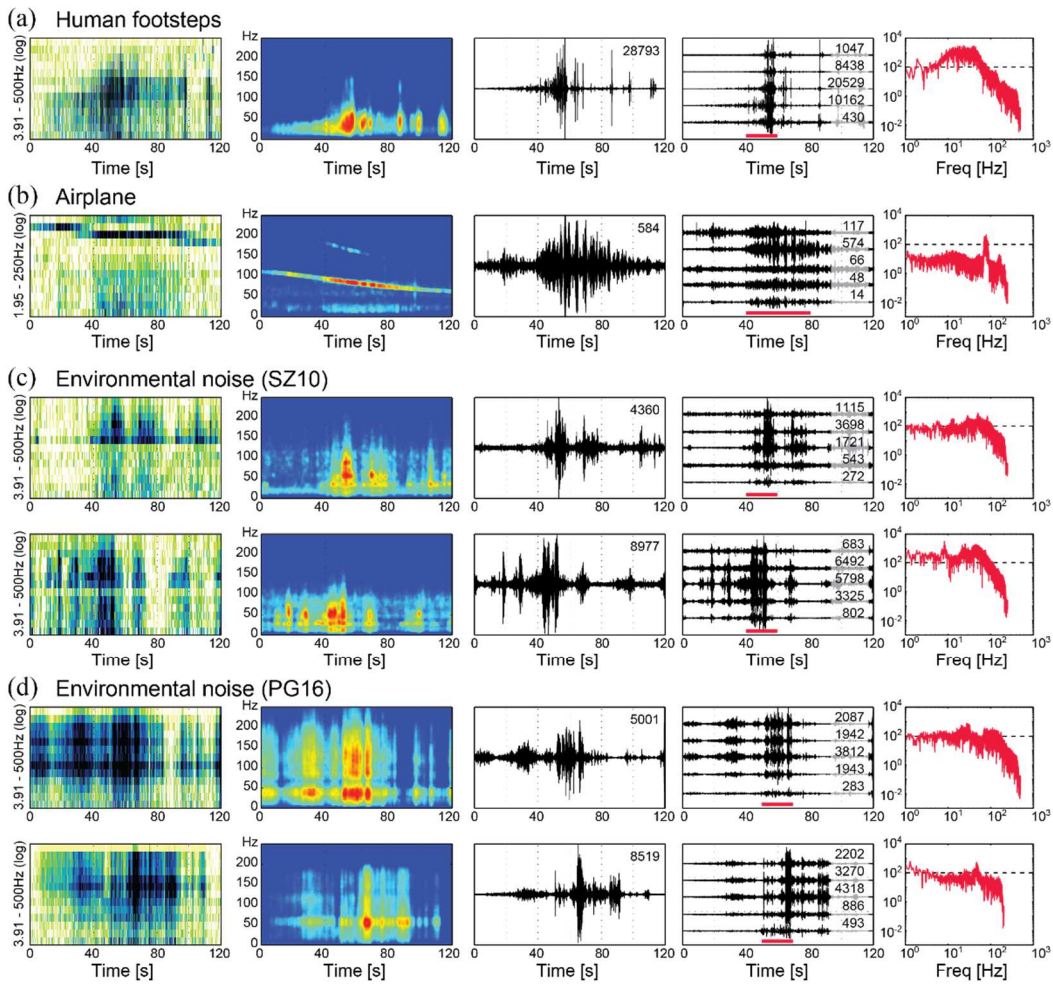 (a) Human footsteps
3.91 - 500Hz (log)
0 40 80 120
Time [s]
Hz
200
150
100
50
0
0 40 80 120
Time [s]
28793
0 40 80 120
Time [s]
1047
8438
20529
10162
430
0 40 80 120
Time [s]
10^4
10^2
10^0
10^-2
10^0 10^1 10^2 10^3
Freq [Hz]
(b) Airplane
1.95 - 250Hz (log)
0 40 80 120
Time [s]
Hz
200
150
100
50
0
0 40 80 120
Time [s]
584
0 40 80 120
Time [s]
117
574
66
48
14
0 40 80 120
Time [s]
10^4
10^2
10^0
10^-2
10^0 10^1 10^2 10^3
Freq [Hz]
(c) Environmental noise (SZ10)
3.91 - 500Hz (log)
0 40 80 120
Time [s]
Hz
200
150
100
50
0
0 40 80 120
Time [s]
4360
0 40 80 120
Time [s]
1115
3698
1721
543
272
0 40 80 120
Time [s]
10^4
10^2
10^0
10^-2
10^0 10^1 10^2 10^3
Freq [Hz]
3.91 - 500Hz (log)
0 40 80 120
Time [s]
Hz
200
150
100
50
0
0 40 80 120
Time [s]
8977
0 40 80 120
Time [s]
683
6492
5798
3325
802
0 40 80 120
Time [s]
10^4
10^2
10^0
10^-2
10^0 10^1 10^2 10^3
Freq [Hz]
(d) Environmental noise (PG16)
3.91 - 500Hz (log)
0 40 80 120
Time [s]
Hz
200
150
100
50
0
0 40 80 120
Time [s]
5001
0 40 80 120
Time [s]
2087
1942
3812
1943
283
0 40 80 120
Time [s]
10^4
10^2
10^0
10^-2
10^0 10^1 10^2 10^3
Freq [Hz]
3.91 - 500Hz (log)
0 40 80 120
Time [s]
Hz
200
150
100
50
0
0 40 80 120
Time [s]
8519
0 40 80 120
Time [s]
2202
3270
4318
886
493
0 40 80 120
Time [s]
10^4
10^2
10^0
10^-2
10^0 10^1 10^2 10^3
Freq [Hz]